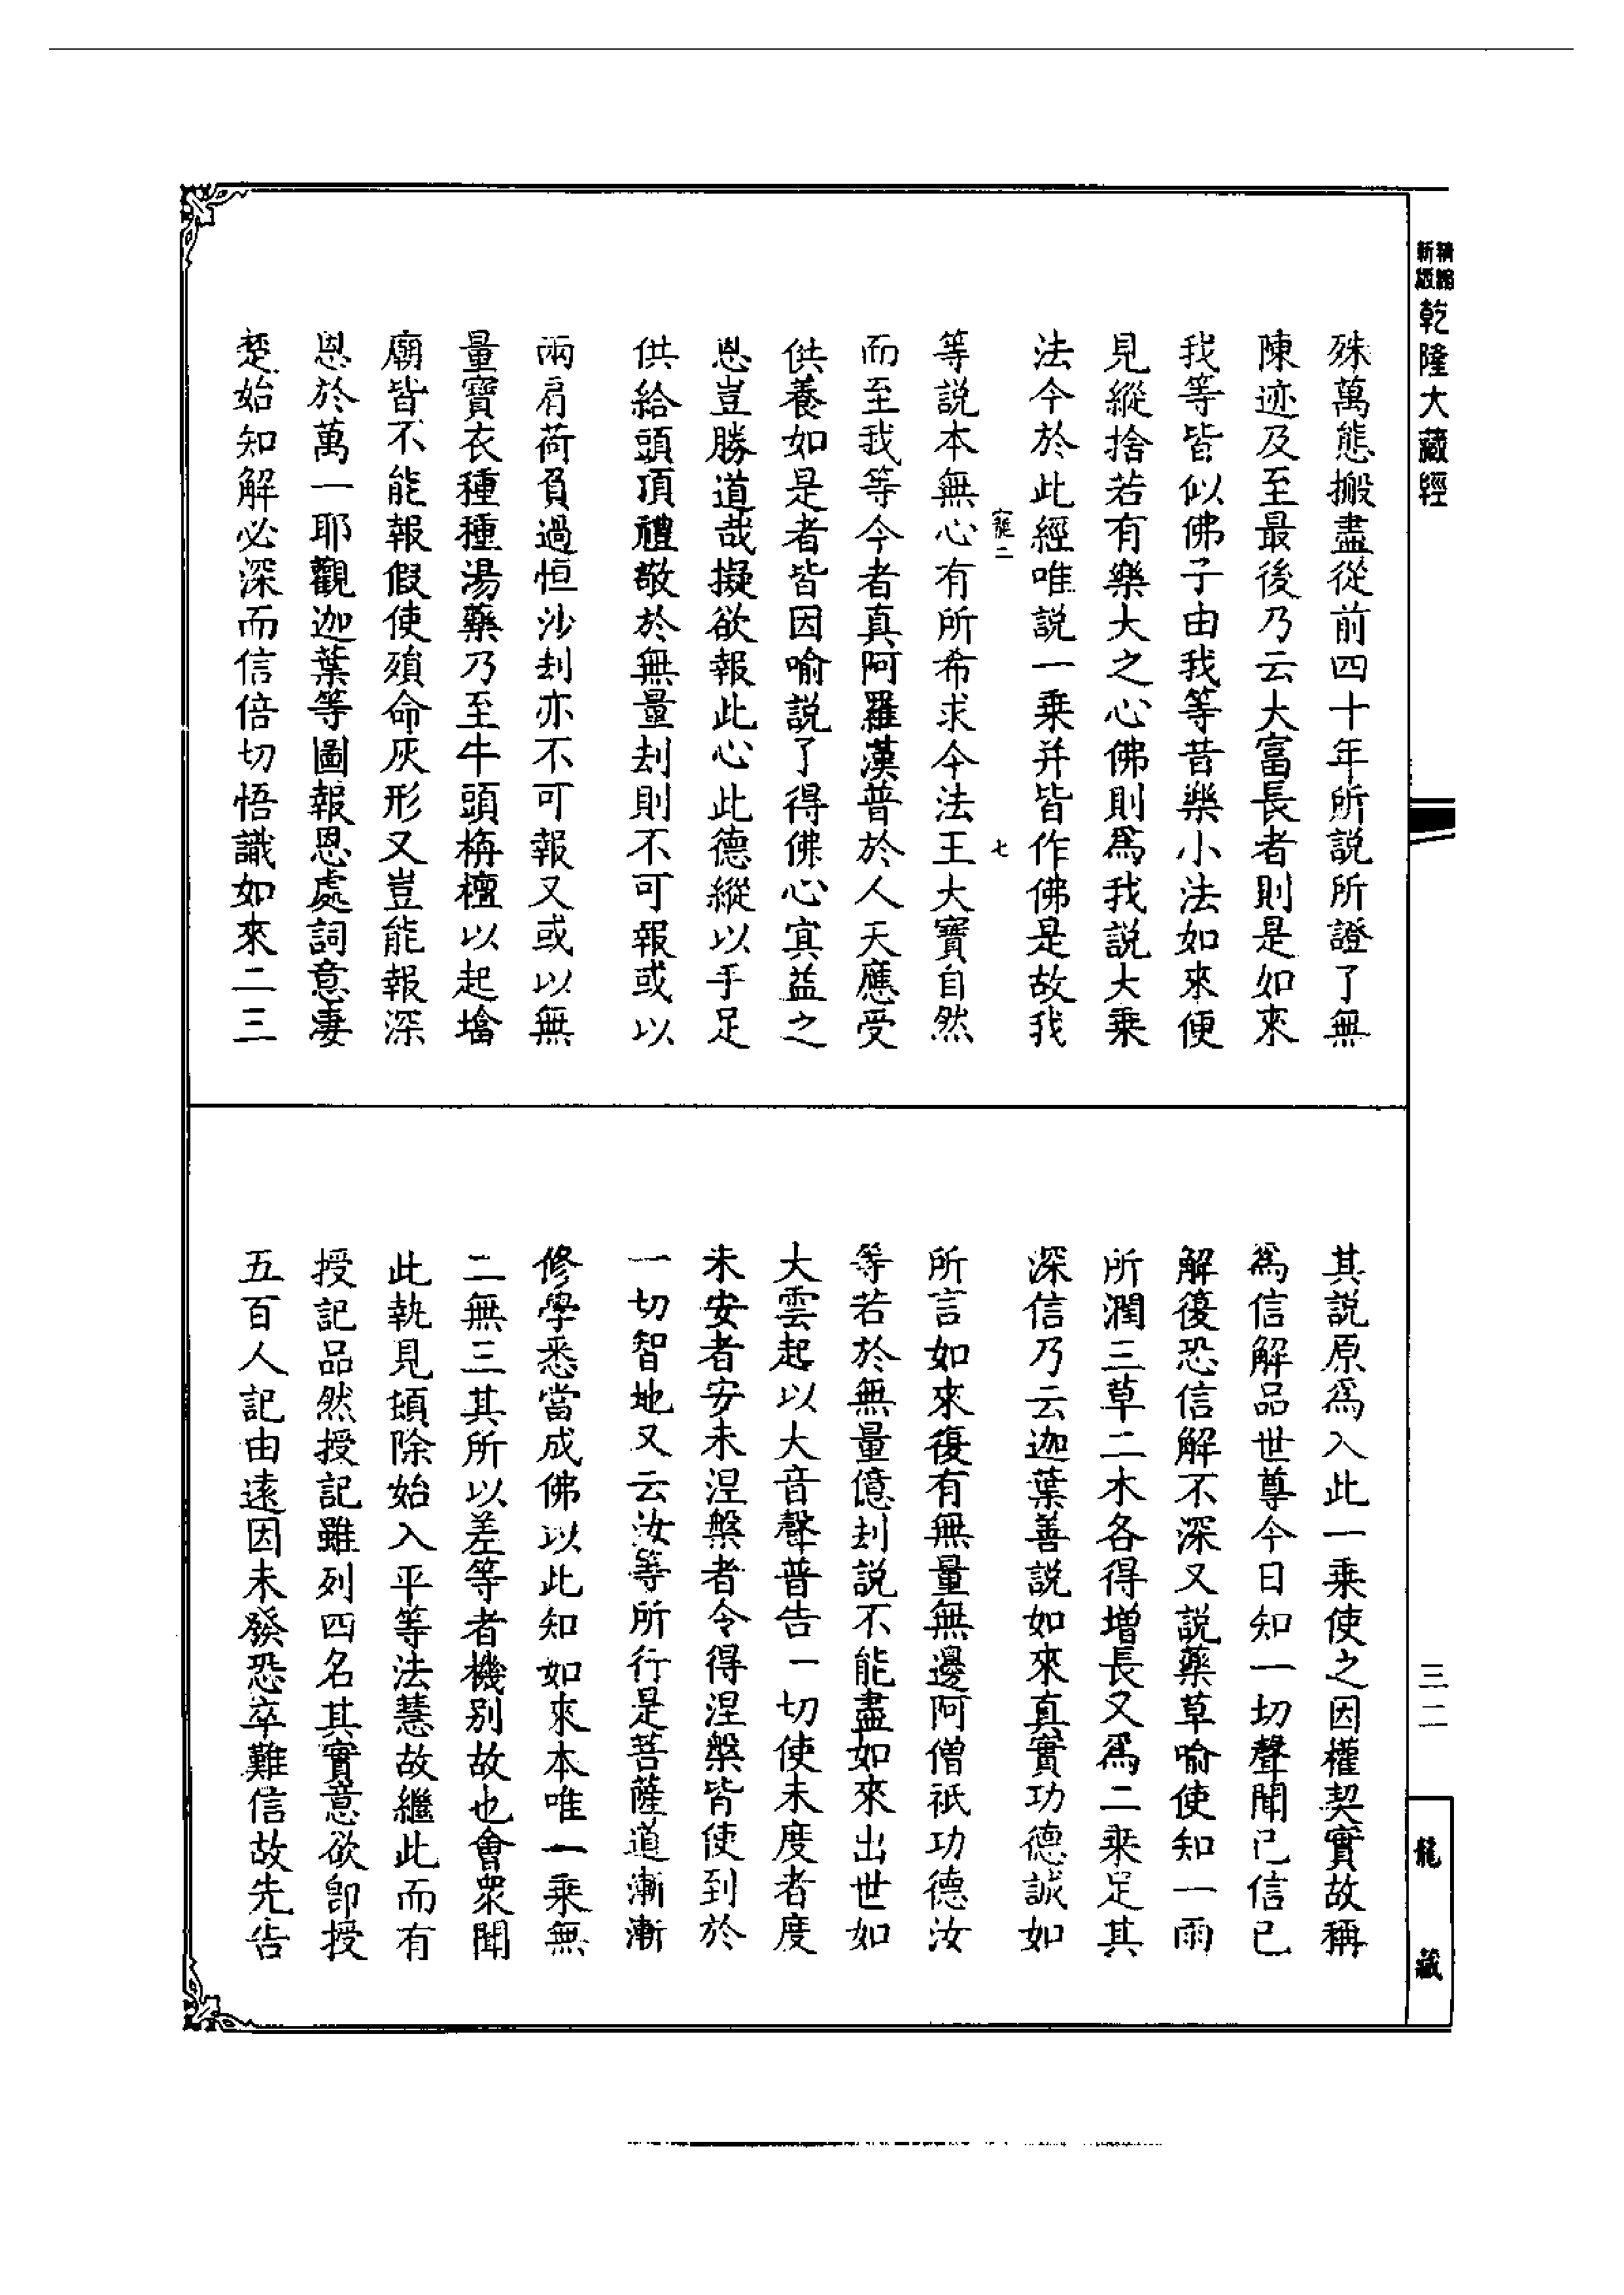 精縮新版乾隆大藏經
殊萬態搬盡從前四十年所說所證了無
陳迹及至最後乃云大富長者則是如來
我等皆似佛子由我等昔樂小法如來便
見縱捨若有樂大之心佛則為我說大乘
法今於此經唯說一乘并皆作佛是故我
七
等說本無心有所希求今法王大寶自然
而至我等今者真阿羅漢普於人天應受
供養如是者皆因喻說了得佛心宜益之
恩豈勝道哉擬欲報此心此德縱以手足
供給頭頂禮敬於無量刦則不可報或以
兩肩荷負過恒沙刦亦不可報又或以無
量寶衣種種湯藥乃至牛頭栴檀以起墖
廟皆不能報假使殞命灰形又豈能報深
恩於萬一耶觀迦葉等圖報恩處詞意凄
楚始知解必深而信倍切悟識如來二三
其說原為入此一乘使之因權契實故稱
為信解品世尊今日知一切聲聞已信已
解復恐信解不深又說藥草喻使知一雨
所潤三草二木各得增長又為二乘足其
深信乃云迦葉善說如來真實功德誠如
所言如來復有無量無邊阿僧祇功德汝
等若於無量億刦說不能盡如來出世如
大雲起以大音聲普告一切使未度者度
未安者安未涅槃者令得涅槃皆使到於
一切智地又云汝等所行是菩薩道漸漸
修學悉當成佛以此知如來本唯一乘無
二無三其所以差等者機別故也會眾聞
此執見頓除始入平等法慧故繼此而有
授記品然授記雖列四名其實意欲即授
五百人記由遠因未發恐卒難信故先告
三二
龍藏